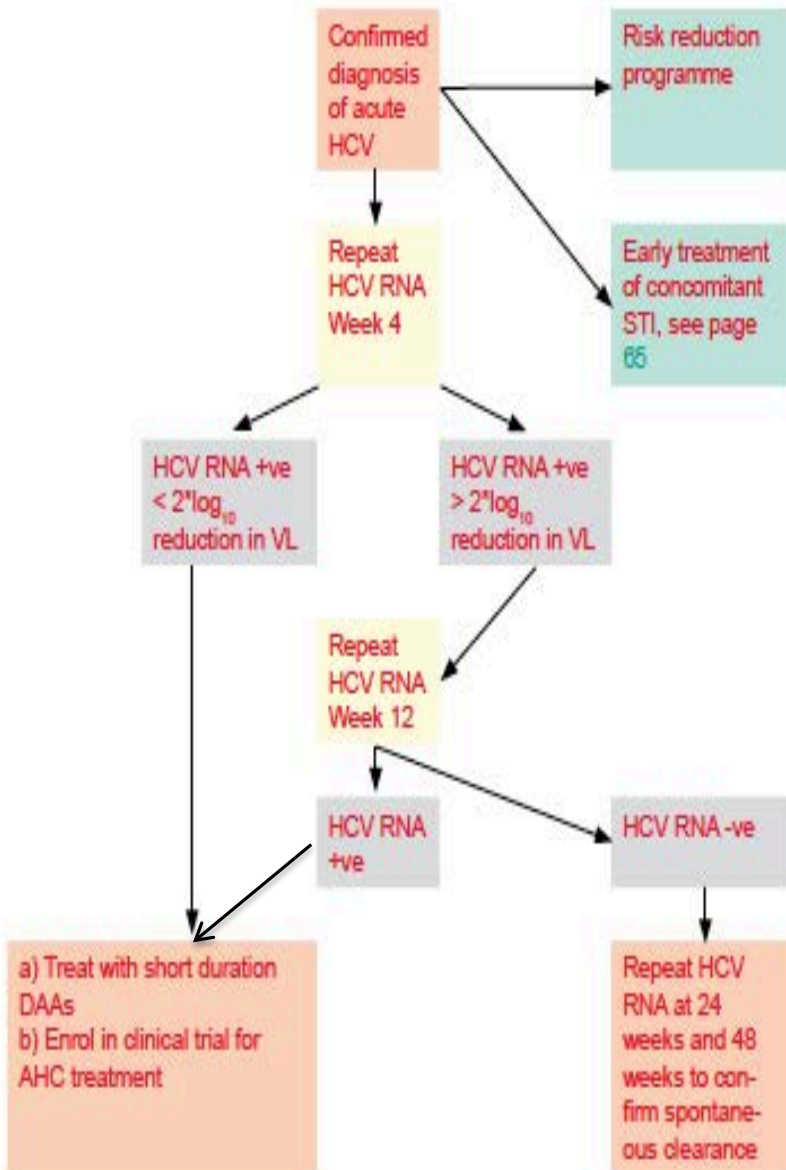 Confirmed
diagnosis
of acute
HCV
Risk reduction
programme
Repeat
HCV RNA
Week 4
Early treatment
of concomitant
STI, see page
65
HCV RNA +ve
< 2*log10
reduction in VL
HCV RNA +ve
> 2*log10
reduction in VL
Repeat
HCV RNA
Week 12
HCV RNA
+ve
HCV RNA -ve
a) Treat with short duration
DAAs
b) Enrol in clinical trial for
AHC treatment
Repeat HCV
RNA at 24
weeks and 48
weeks to con-
firm spontane-
ous clearance